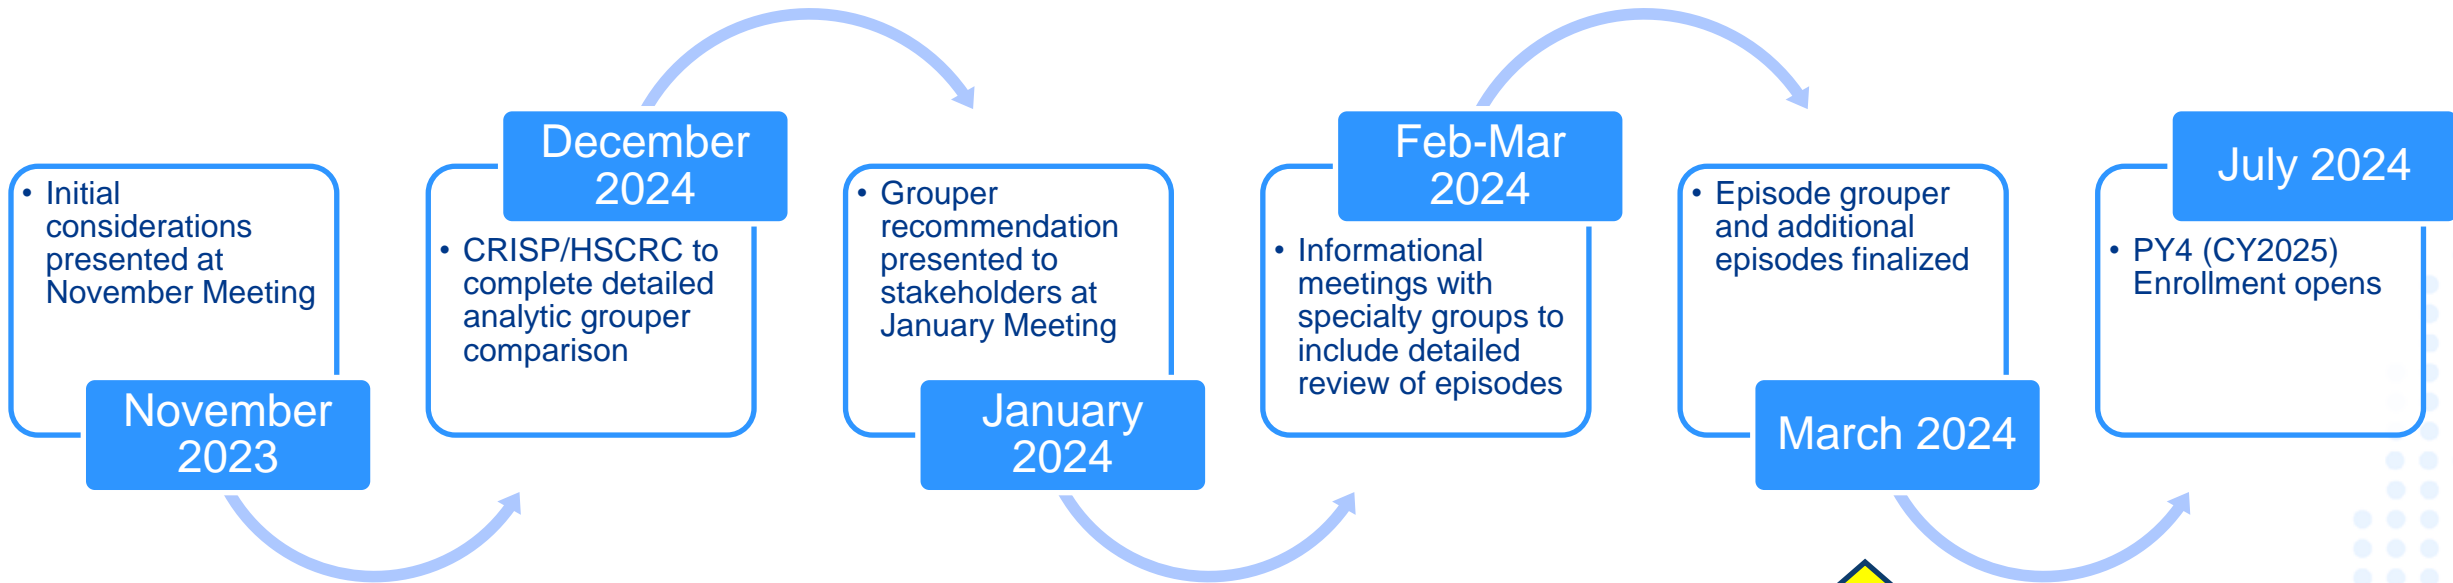 • Initial
considerations
presented at
November Meeting
November
2023
December
2024
• CRISP/HSCRC to
complete detailed
analytic grouper
comparison
• Grouper
recommendation
presented to
stakeholders at
January Meeting
January
2024
Feb-Mar
2024
• Informational
meetings with
specialty groups to
include detailed
review of episodes
• Episode grouper
and additional
episodes finalized
March 2024
July 2024
• PY4 (CY2025)
Enrollment opens